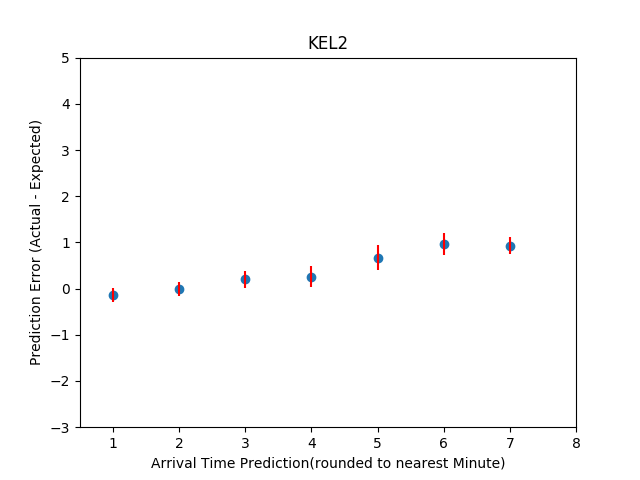 KEL2
Prediction Error (Actual - Expected)
5
4
3
2
1
0
−1
−2
−3
1 2 3 4 5 6 7 8
Arrival Time Prediction(rounded to nearest Minute)